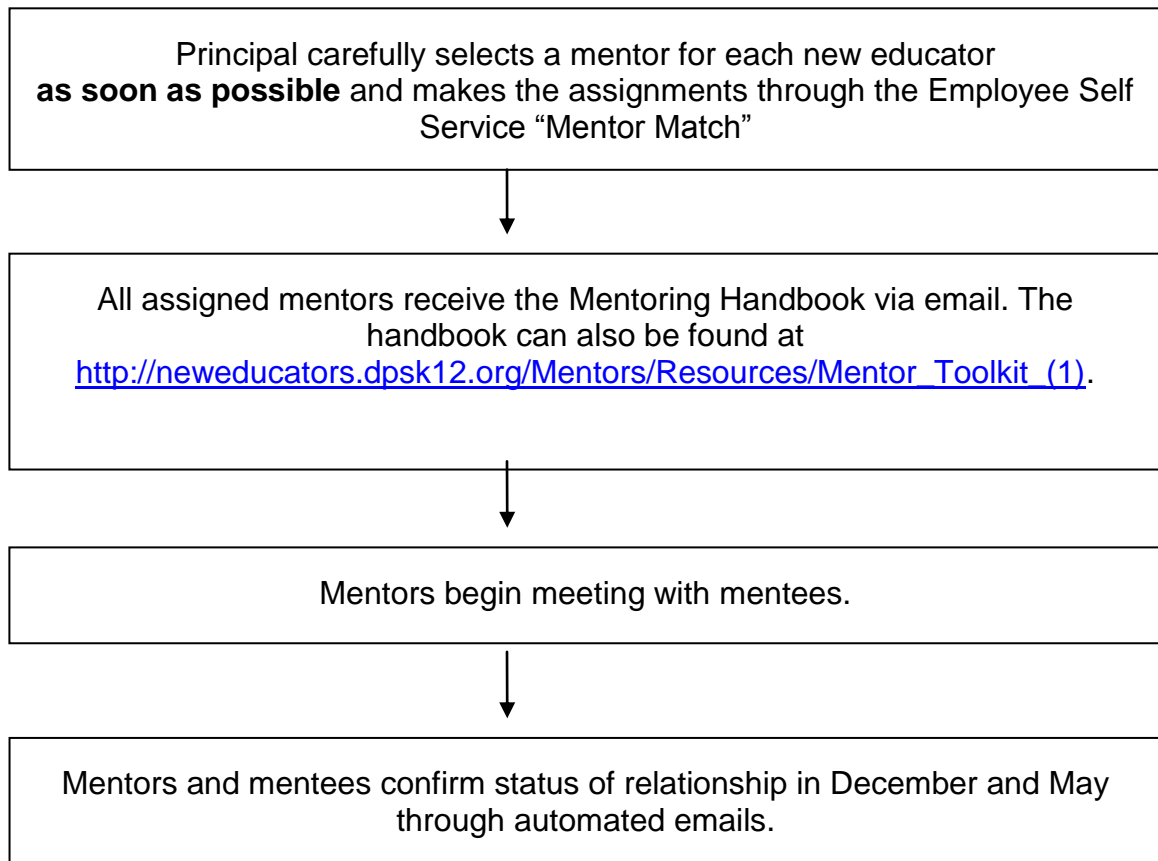 Principal carefully selects a mentor for each new educator
as soon as possible and makes the assignments through the Employee Self
Service “Mentor Match”
All assigned mentors receive the Mentoring Handbook via email. The
handbook can also be found at
http://neweducators.dpsk12.org/Mentors/Resources/Mentor_Toolkit_(1).
Mentors begin meeting with mentees.
Mentors and mentees confirm status of relationship in December and May
through automated emails.